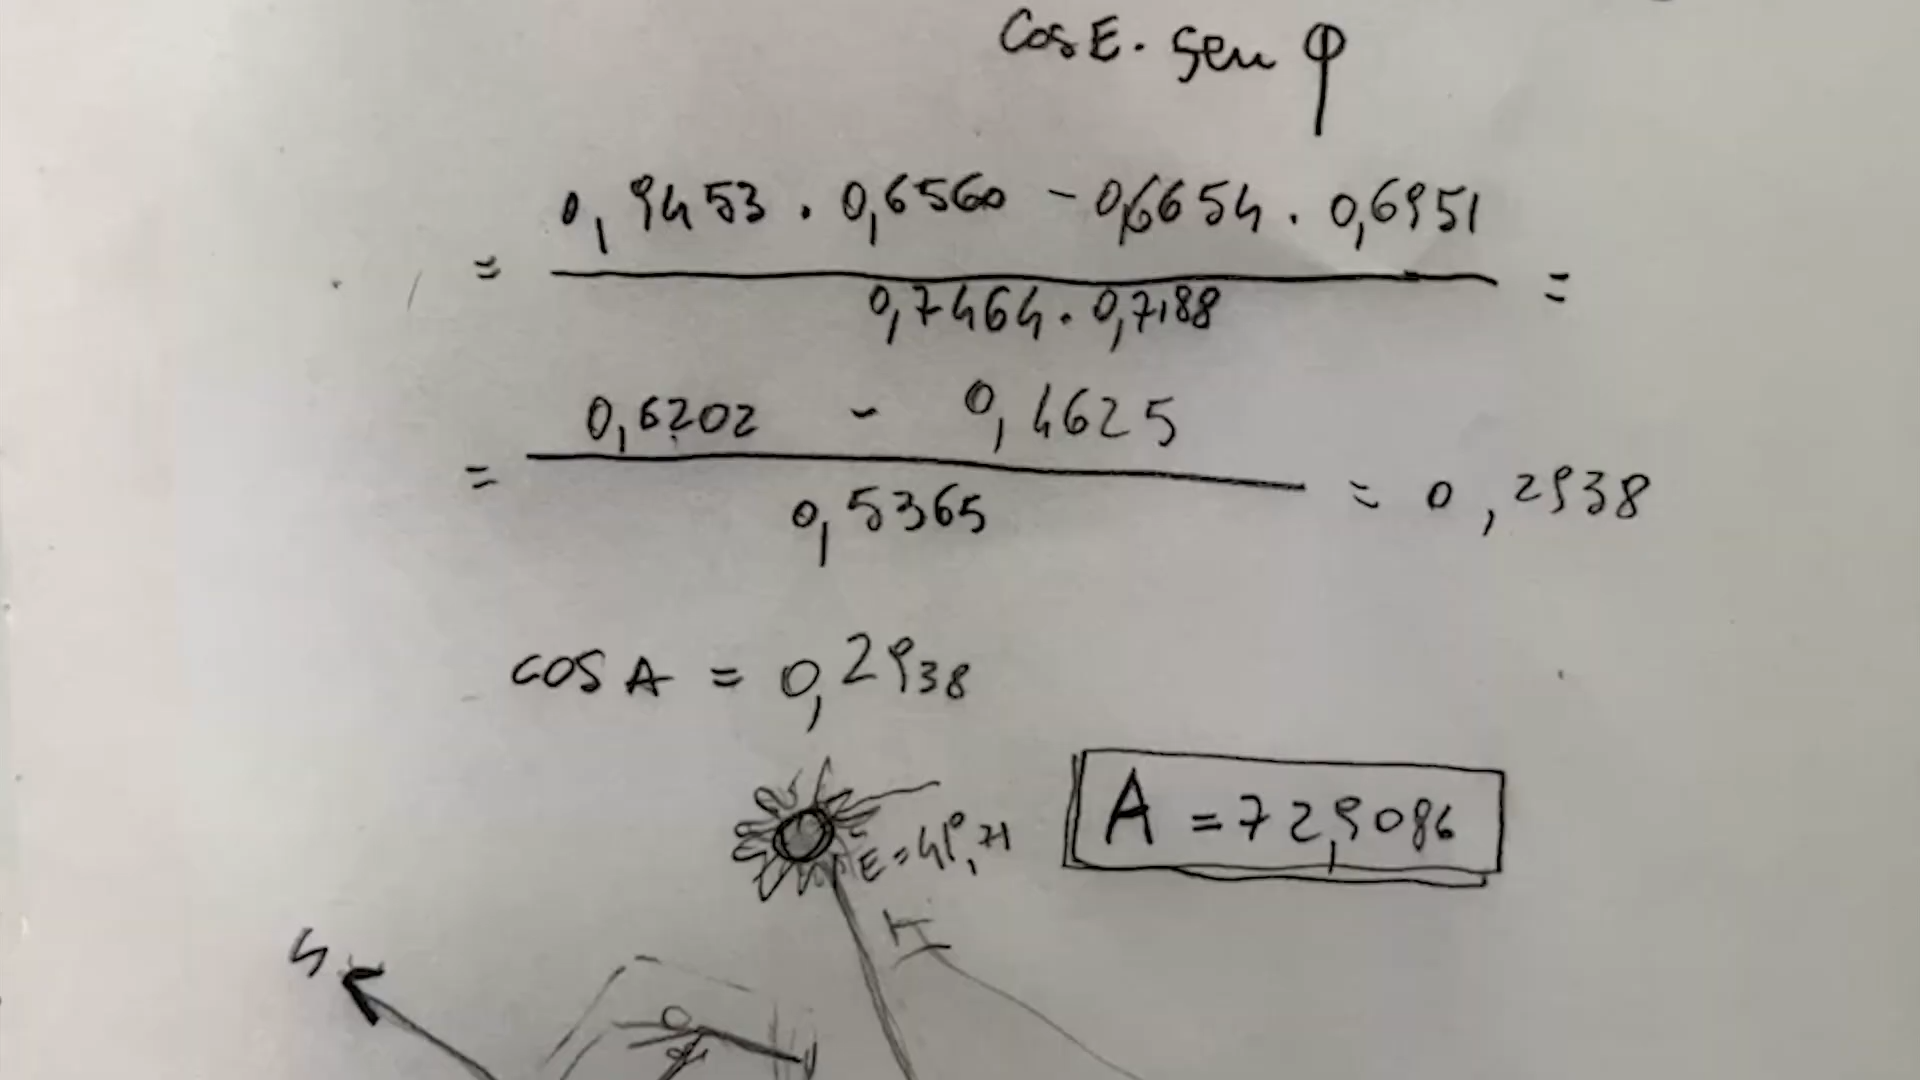 cos E. sen φ
= 0,9453 . 0,6560 - 0,6654 . 0,6951 =
0,7464 . 0,7188
= 0,6202 - 0,4625 = 0,2938
0,5365
cos A = 0,2938
A = 72,9086
E = 41°,71
S